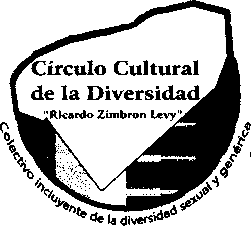 Círculo Cultural
de la Diversidad
"Ricardo Zimbron Levy"
Colectivo incluyente de la diversidad sexual y genérica